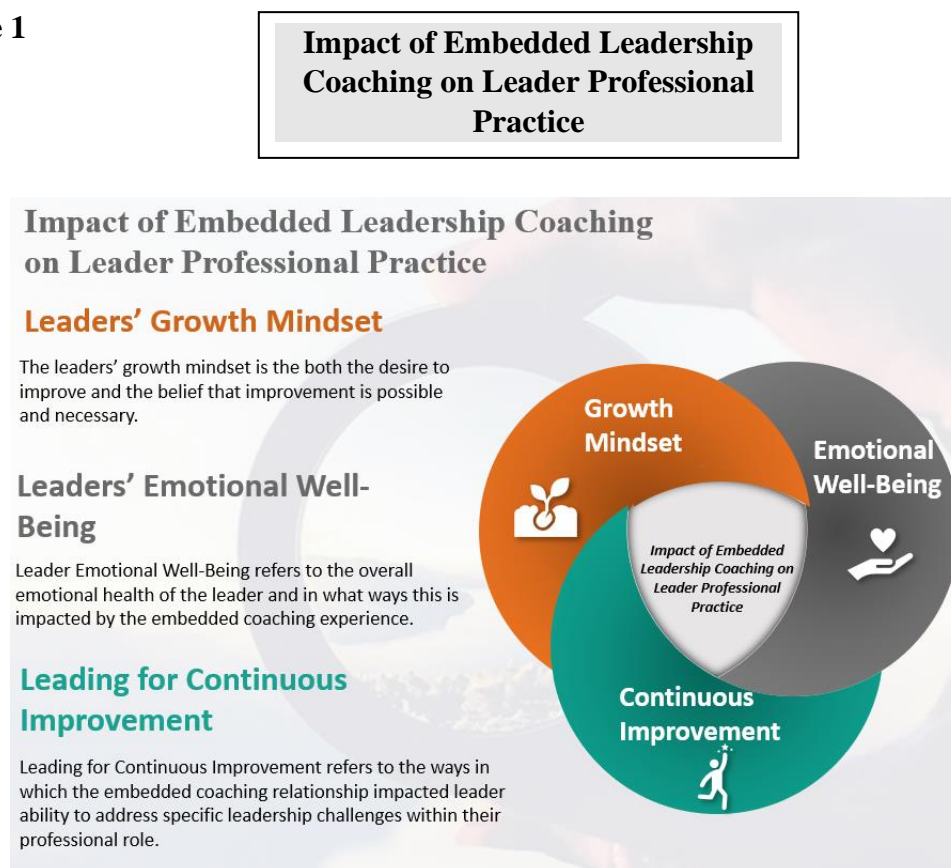 e 1
Impact of Embedded Leadership
Coaching on Leader Professional
Practice
Impact of Embedded Leadership Coaching
on Leader Professional Practice
Leaders’ Growth Mindset
The leaders’ growth mindset is the both the desire to
improve and the belief that improvement is possible
and necessary.
Leaders’ Emotional Well-
Being
Leader Emotional Well-Being refers to the overall
emotional health of the leader and in what ways this is
impacted by the embedded coaching experience.
Leading for Continuous
Improvement
Leading for Continuous Improvement refers to the ways in
which the embedded coaching relationship impacted leader
ability to address specific leadership challenges within their
professional role.
Growth
Mindset
Emotional
Well-Being
Impact of Embedded
Leadership Coaching on
Leader Professional
Practice
Continuous
Improvement